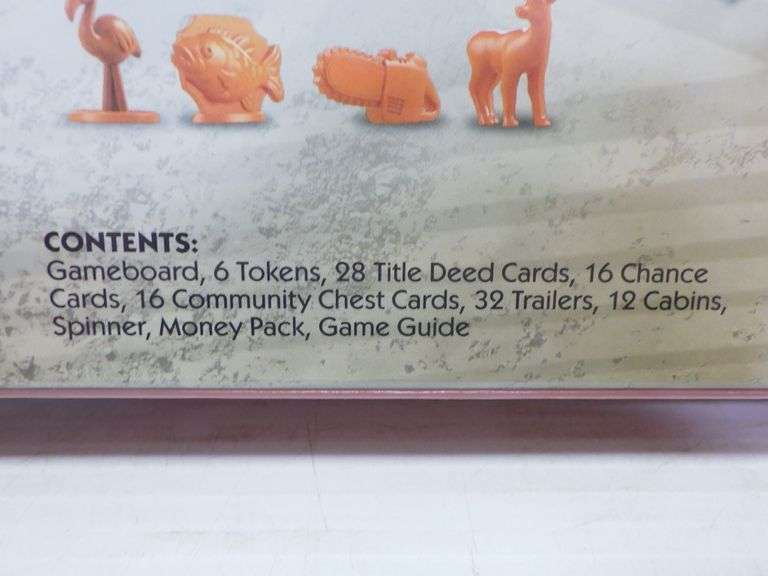 CONTENTS:
Gameboard, 6 Tokens, 28 Title Deed Cards, 16 Chance
Cards, 16 Community Chest Cards, 32 Trailers, 12 Cabins,
Spinner, Money Pack, Game Guide